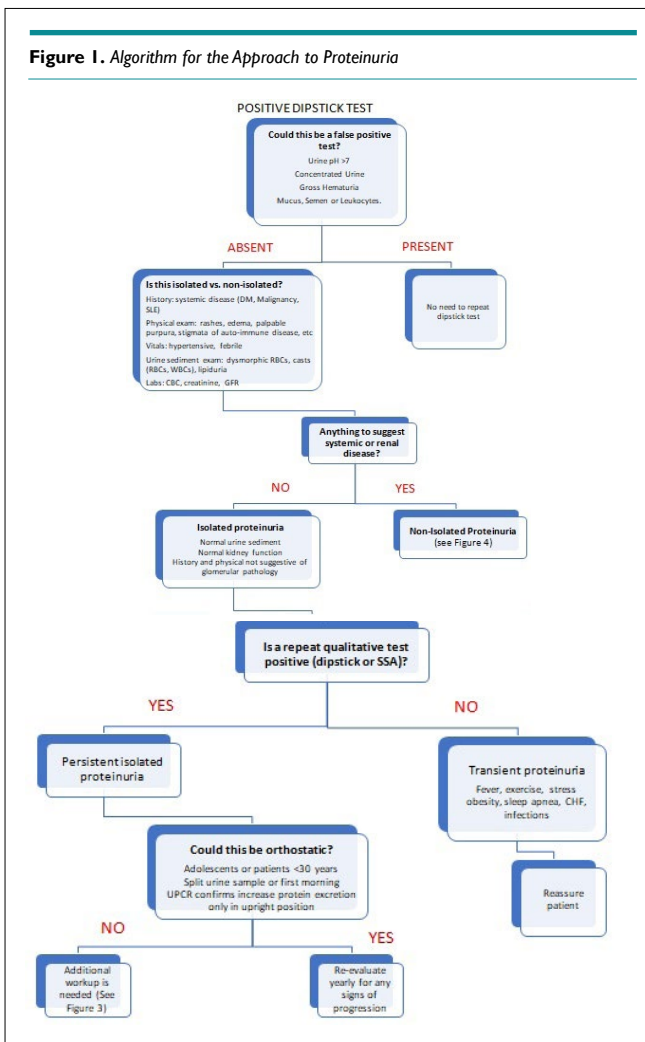 Figure 1. Algorithm for the Approach to Proteinuria
POSITIVE DIPSTICK TEST
Could this be a false positive
test?
Urine pH >7
Concentrated Urine
Gross Hematuria
Mucus, Semen or Leukocytes.
ABSENT
PRESENT
Is this isolated vs. non-isolated?
History: systemic disease (DM, Malignancy,
SLE)
Physical exam: rashes, edema, palpable
purpura, stigmata of auto-immune disease, etc
Vitals: hypertensive, febrile
Urine sediment exam: dysmorphic RBCs, casts
(RBCs, WBCs), lipiduria
Labs: CBC, creatinine, GFR
No need to repeat
dipstick test
Anything to suggest
systemic or renal
disease?
NO
YES
Isolated proteinuria
Normal urine sediment
Normal kidney function
History and physical not suggestive of
glomerular pathology
Non-Isolated Proteinuria
(see Figure 4)
Is a repeat qualitative test
positive (dipstick or SSA)?
YES
NO
Persistent isolated
proteinuria
Transient proteinuria
Fever, exercise, stress
obesity, sleep apnea, CHF,
infections
Could this be orthostatic?
Adolescents or patients <30 years
Split urine sample or first morning
UPCR confirms increase protein excretion
only in upright position
Reassure
patient
NO
YES
Additional
workup is
needed (See
Figure 3)
Re-evaluate
yearly for any
signs of
progression